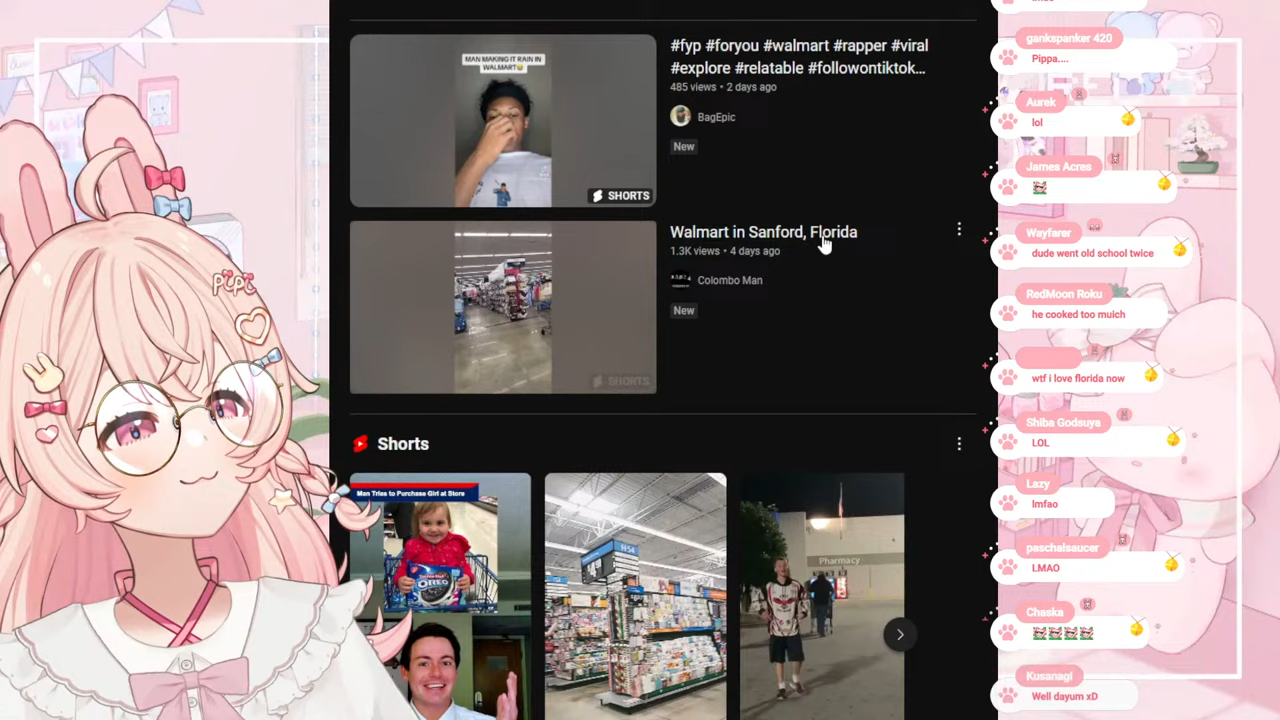 MAN MAKING IT RAIN IN
WALMART
SHORTS
#fyp #foryou #walmart #rapper #viral
#explore #relatable #followontiktok...
485 views • 2 days ago
BagEpic
New
Walmart in Sanford, Florida
1.3K views • 4 days ago
Colombo Man
New
SHORTS
Shorts
Man Tries to Purchase Girl at Store
OREO
Pharmacy
pipi
gankspanker 420
Pippa....
Aurek
lol
James Acres
Wayfarer
dude went old school twice
RedMoon Roku
he cooked too muich
wtf i love florida now
Shiba Godsuya
LOL
Lazy
lmfao
paschalsaucer
LMAO
Chaska
Kusanagi
Well dayum xD